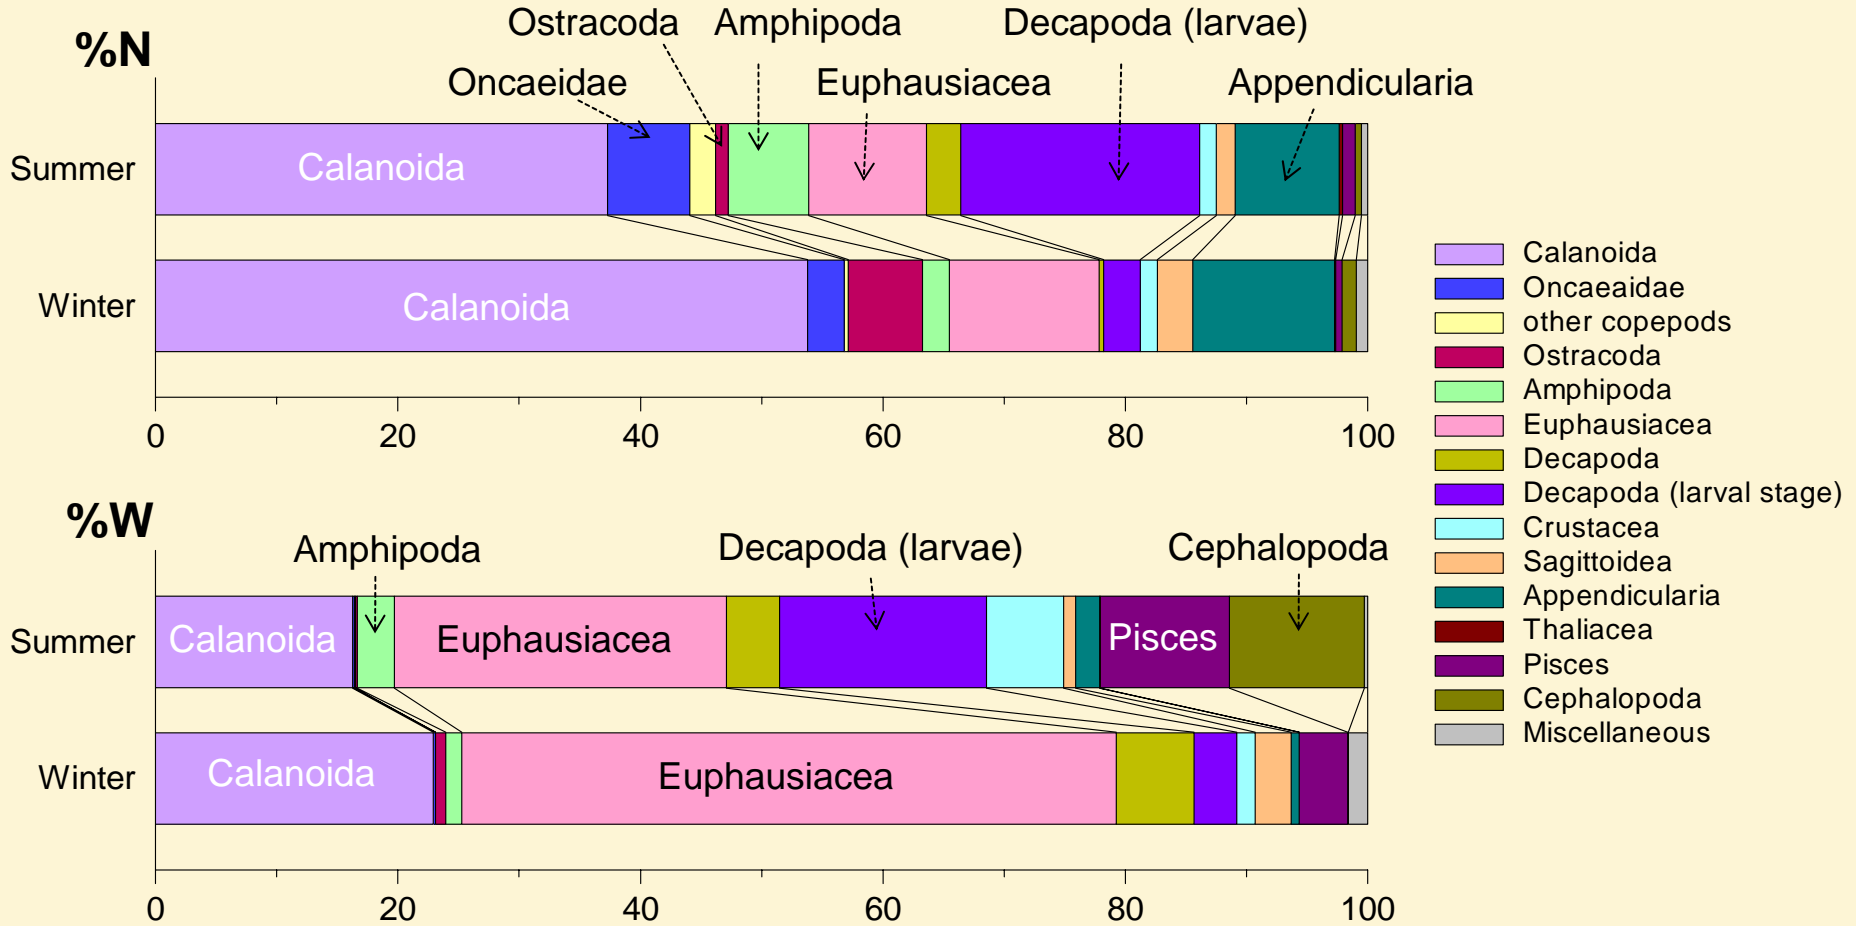 %N
Ostracoda Amphipoda Decapoda (larvae)
Oncaeidae Euphausiacea Appendicularia
Summer Calanoida
Winter Calanoida
0 20 40 60 80 100
%W
Amphipoda Decapoda (larvae) Cephalopoda
Summer Calanoida Euphausiacea Pisces
Winter Calanoida Euphausiacea
0 20 40 60 80 100
Calanoida
Oncaeaidae
other copepods
Ostracoda
Amphipoda
Euphausiacea
Decapoda
Decapoda (larval stage)
Crustacea
Sagittoidea
Appendicularia
Thaliacea
Pisces
Cephalopoda
Miscellaneous